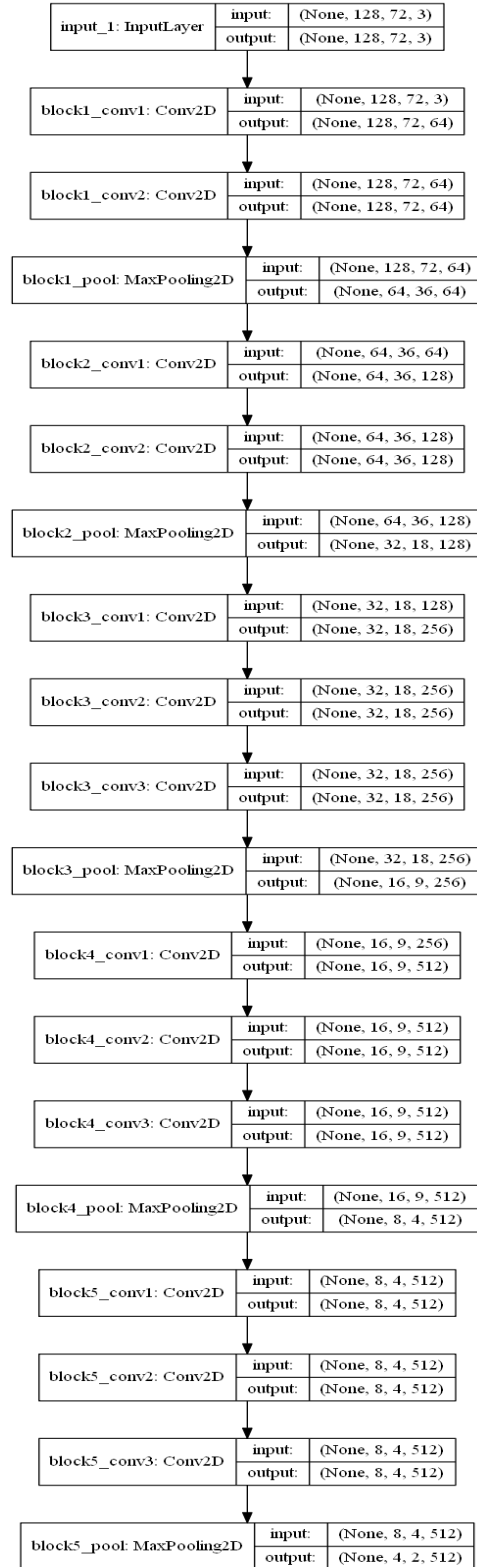 input_1: InputLayer input: (None, 128, 72, 3)
output: (None, 128, 72, 3)
block1_conv1: Conv2D input: (None, 128, 72, 3)
output: (None, 128, 72, 64)
block1_conv2: Conv2D input: (None, 128, 72, 64)
output: (None, 128, 72, 64)
block1_pool: MaxPooling2D input: (None, 128, 72, 64)
output: (None, 64, 36, 64)
block2_conv1: Conv2D input: (None, 64, 36, 64)
output: (None, 64, 36, 128)
block2_conv2: Conv2D input: (None, 64, 36, 128)
output: (None, 64, 36, 128)
block2_pool: MaxPooling2D input: (None, 64, 36, 128)
output: (None, 32, 18, 128)
block3_conv1: Conv2D input: (None, 32, 18, 128)
output: (None, 32, 18, 256)
block3_conv2: Conv2D input: (None, 32, 18, 256)
output: (None, 32, 18, 256)
block3_conv3: Conv2D input: (None, 32, 18, 256)
output: (None, 32, 18, 256)
block3_pool: MaxPooling2D input: (None, 32, 18, 256)
output: (None, 16, 9, 256)
block4_conv1: Conv2D input: (None, 16, 9, 256)
output: (None, 16, 9, 512)
block4_conv2: Conv2D input: (None, 16, 9, 512)
output: (None, 16, 9, 512)
block4_conv3: Conv2D input: (None, 16, 9, 512)
output: (None, 16, 9, 512)
block4_pool: MaxPooling2D input: (None, 16, 9, 512)
output: (None, 8, 4, 512)
block5_conv1: Conv2D input: (None, 8, 4, 512)
output: (None, 8, 4, 512)
block5_conv2: Conv2D input: (None, 8, 4, 512)
output: (None, 8, 4, 512)
block5_conv3: Conv2D input: (None, 8, 4, 512)
output: (None, 8, 4, 512)
block5_pool: MaxPooling2D input: (None, 8, 4, 512)
output: (None, 4, 2, 512)